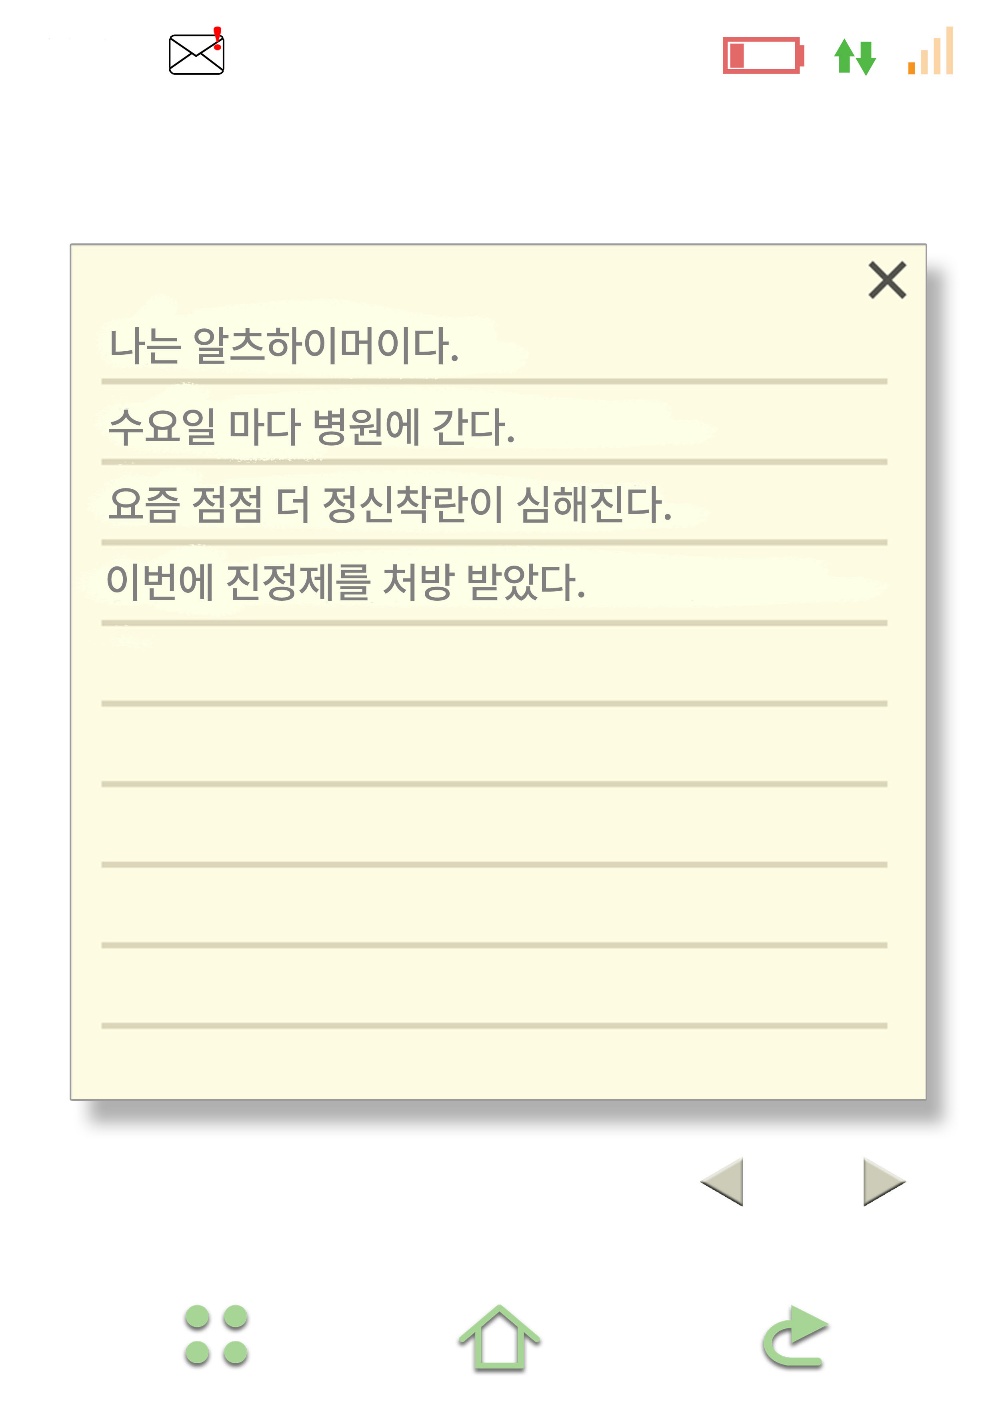 나는 알츠하이머이다.
수요일 마다 병원에 간다.
요즘 점점 더 정신착란이 심해진다.
이번에 진정제를 처방 받았다.